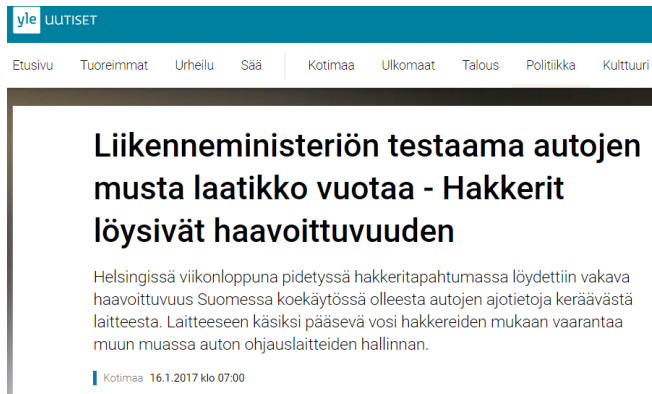 yle UUTISET
Etusivu Tuoreimmat Urheilu Sää Kotimaa Ulkomaat Talous Politiikka Kulttuuri
Liikenneministeriön testaama autojen
musta laatikko vuotaa - Hakkerit
löysivät haavoittuvuuden
Helsingissä viikonloppuna pidetyssä hakkeritapahtumassa löydettiin vakava
haavoittuvuus Suomessa koekäytössä olleesta autojen ajotietoja keräävästä
laitteesta. Laitteeseen käsiksi pääsevä vosi hakkereiden mukaan vaarantaa
muun muassa auton ohjauslaitteiden hallinnan.
Kotimaa 16.1.2017 klo 07:00